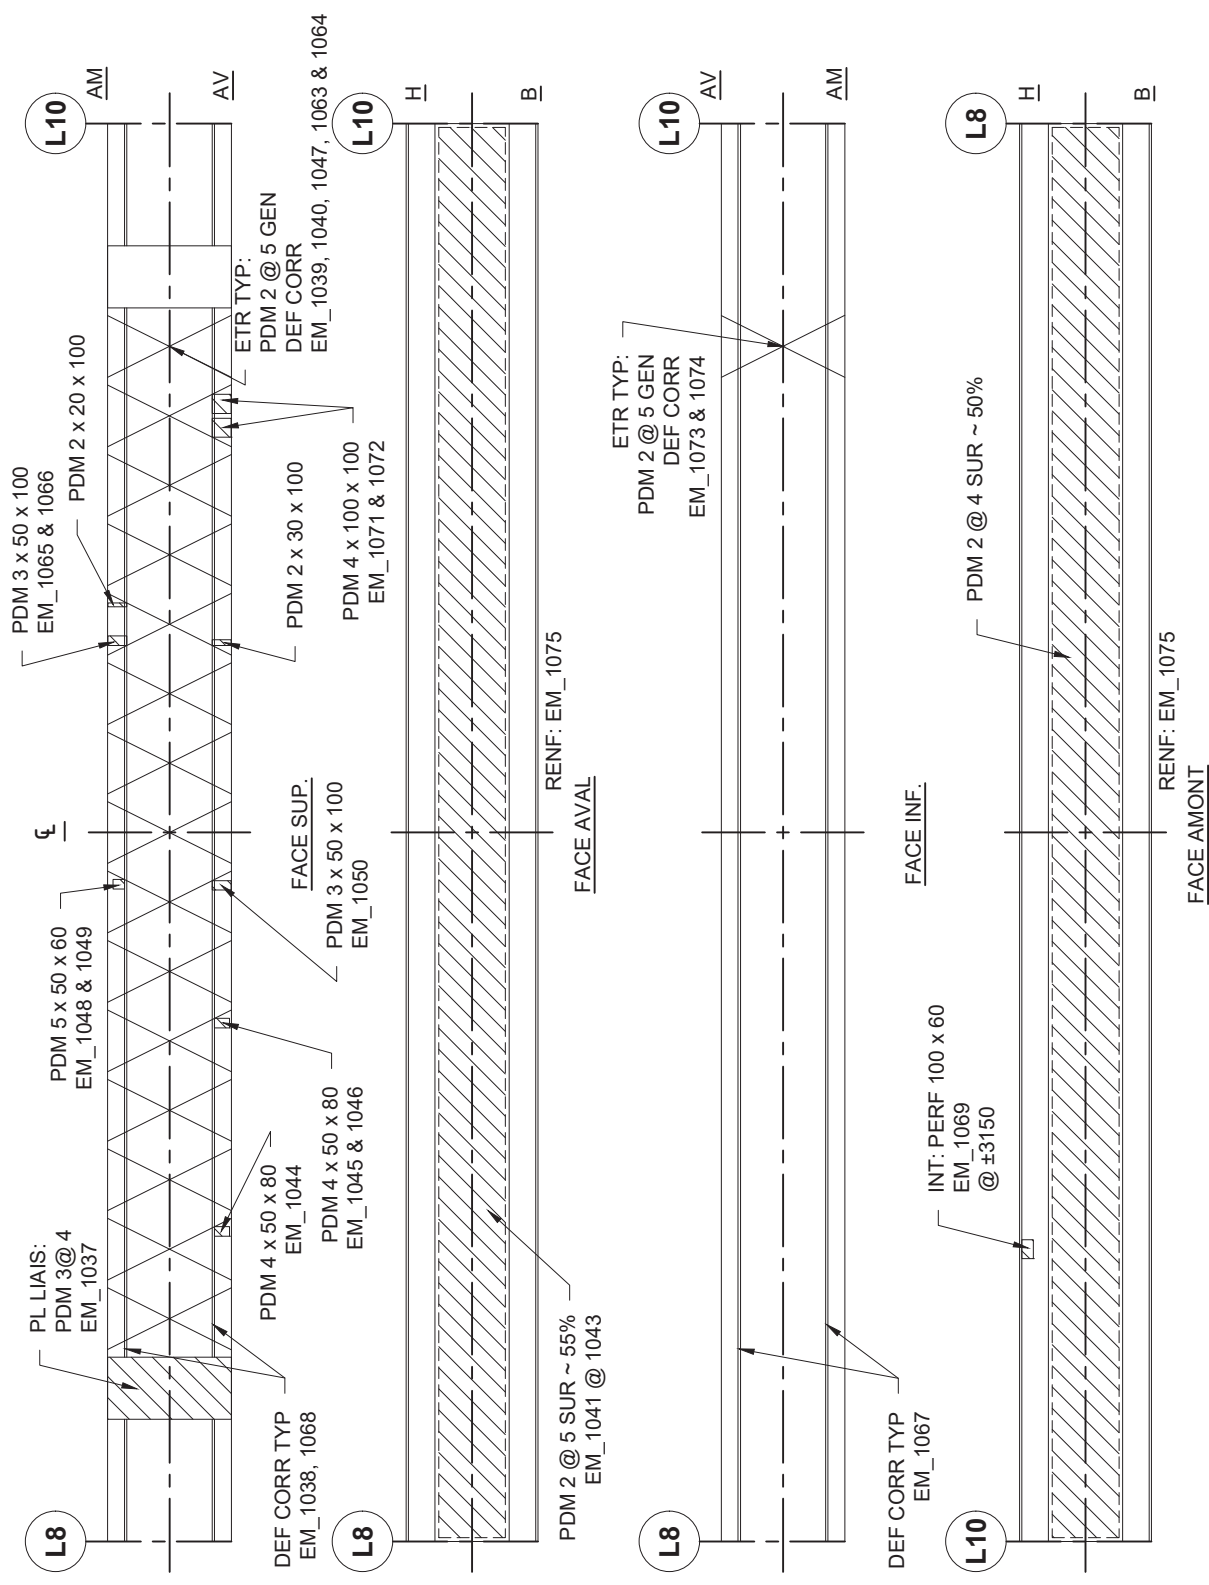 L8
L10
AM
AV
℄
PL LIAIS:
PDM 3@ 4
EM_1037
PDM 5 x 50 x 60
EM_1048 & 1049
PDM 3 x 50 x 100
EM_1065 & 1066
PDM 2 x 20 x 100
DEF CORR TYP
EM_1038, 1068
PDM 4 x 50 x 80
EM_1044
PDM 4 x 50 x 80
EM_1045 & 1046
PDM 3 x 50 x 100
EM_1050
PDM 2 x 30 x 100
PDM 4 x 100 x 100
EM_1071 & 1072
ETR TYP:
PDM 2 @ 5 GEN
DEF CORR
EM_1039, 1040, 1047, 1063 & 1064
FACE SUP.
L8
L10
H
B
PDM 2 @ 5 SUR ~ 55%
EM_1041 @ 1043
RENF: EM_1075
FACE AVAL
L8
L10
AV
AM
ETR TYP:
PDM 2 @ 5 GEN
DEF CORR
EM_1073 & 1074
DEF CORR TYP
EM_1067
FACE INF.
L10
L8
H
B
INT: PERF 100 x 60
EM_1069
@ ±3150
PDM 2 @ 4 SUR ~ 50%
RENF: EM_1075
FACE AMONT